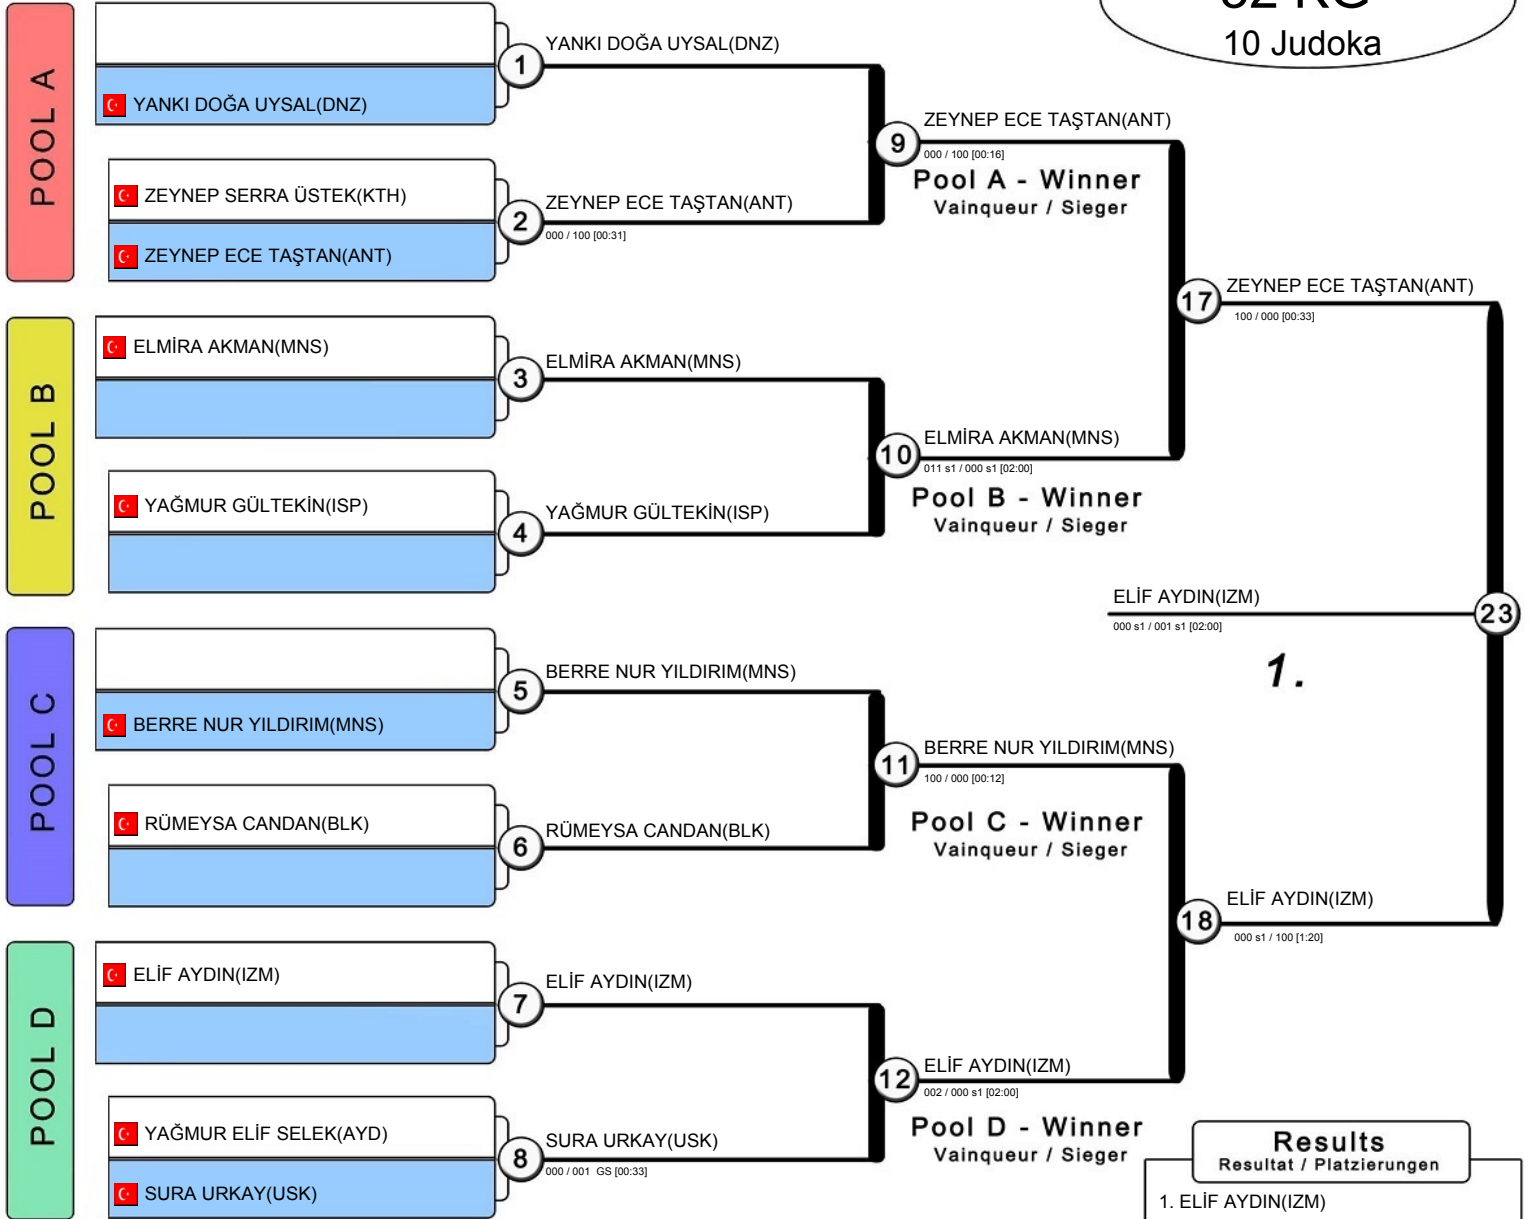 10 Judoka
POOL A
YANKI DOĞA UYSAL(DNZ)
ZEYNEP SERRA ÜSTEK(KTH)
ZEYNEP ECE TAŞTAN(ANT)
1
YANKI DOĞA UYSAL(DNZ)
2
ZEYNEP ECE TAŞTAN(ANT)
000 / 100 [00:31]
9
ZEYNEP ECE TAŞTAN(ANT)
000 / 100 [00:16]
Pool A - Winner
Vainqueur / Sieger
POOL B
ELMİRA AKMAN(MNS)
YAĞMUR GÜLTEKİN(ISP)
3
ELMİRA AKMAN(MNS)
4
YAĞMUR GÜLTEKİN(ISP)
10
ELMİRA AKMAN(MNS)
011 s1 / 000 s1 [02:00]
Pool B - Winner
Vainqueur / Sieger
17
ZEYNEP ECE TAŞTAN(ANT)
100 / 000 [00:33]
ELİF AYDIN(IZM)
000 s1 / 001 s1 [02:00]
23
1.
POOL C
BERRE NUR YILDIRIM(MNS)
RÜMEYSA CANDAN(BLK)
5
BERRE NUR YILDIRIM(MNS)
6
RÜMEYSA CANDAN(BLK)
11
BERRE NUR YILDIRIM(MNS)
100 / 000 [00:12]
Pool C - Winner
Vainqueur / Sieger
18
ELİF AYDIN(IZM)
000 s1 / 100 [1:20]
POOL D
ELİF AYDIN(IZM)
YAĞMUR ELİF SELEK(AYD)
SURA URKAY(USK)
7
ELİF AYDIN(IZM)
8
SURA URKAY(USK)
000 / 001 GS [00:33]
12
ELİF AYDIN(IZM)
002 / 000 s1 [02:00]
Pool D - Winner
Vainqueur / Sieger
Results
Resultat / Platzierungen
1. ELİF AYDIN(IZM)